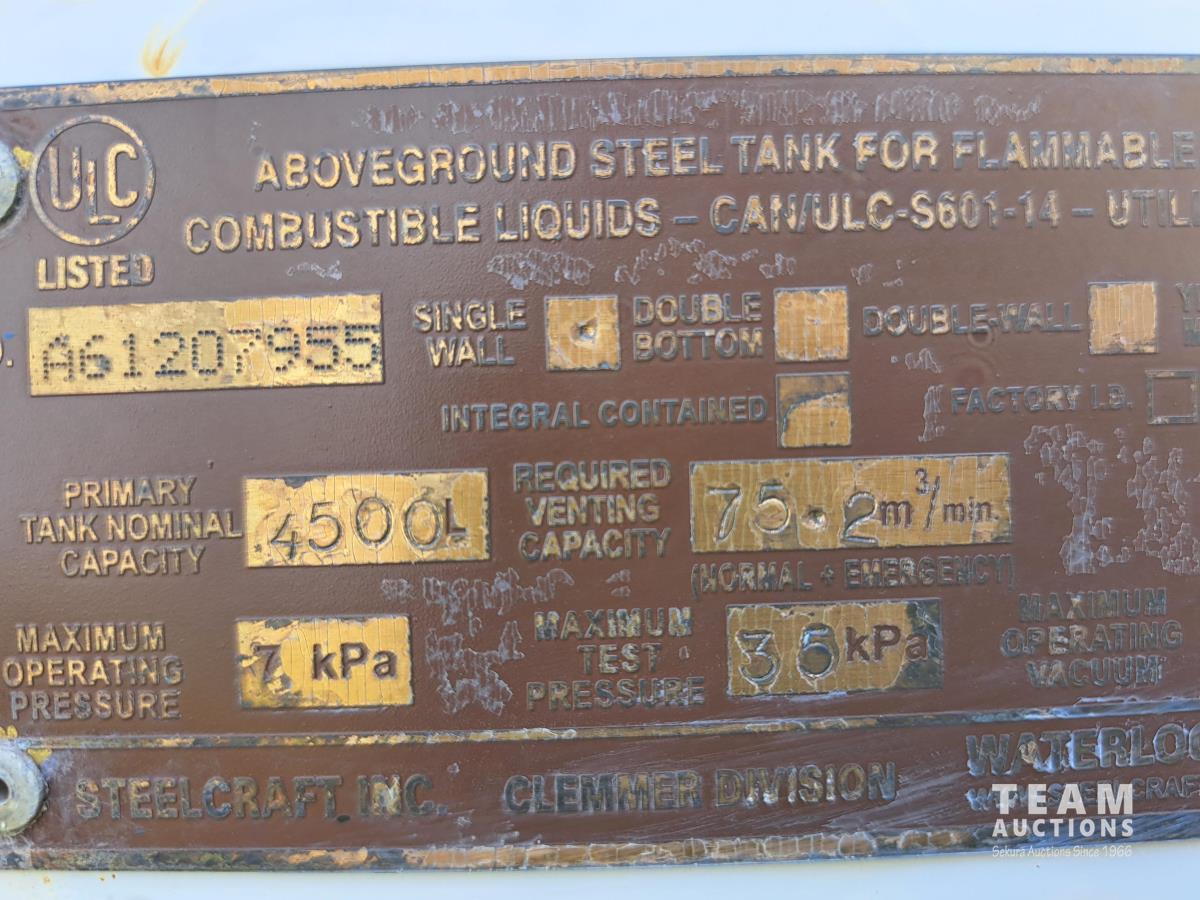 ULC
LISTED
ABOVEGROUND STEEL TANK FOR FLAMMABLE
COMBUSTIBLE LIQUIDS – CAN/ULC-S601-14 – UTIL
A61207955
SINGLE WALL
DOUBLE BOTTOM
DOUBLE-WALL
INTEGRAL CONTAINED
FACTORY I.D.
PRIMARY
TANK NOMINAL
CAPACITY
4500L
REQUIRED
VENTING
CAPACITY
75.2m³/min.
(NORMAL + EMERGENCY)
MAXIMUM
OPERATING
PRESSURE
7 kPa
MAXIMUM
TEST
PRESSURE
35kPa
MAXIMUM
OPERATING
VACUUM
STEELCRAFT INC. CLEMMER DIVISION
WATERLOO
TEAM
AUCTIONS
Sekura Auctions Since 1966